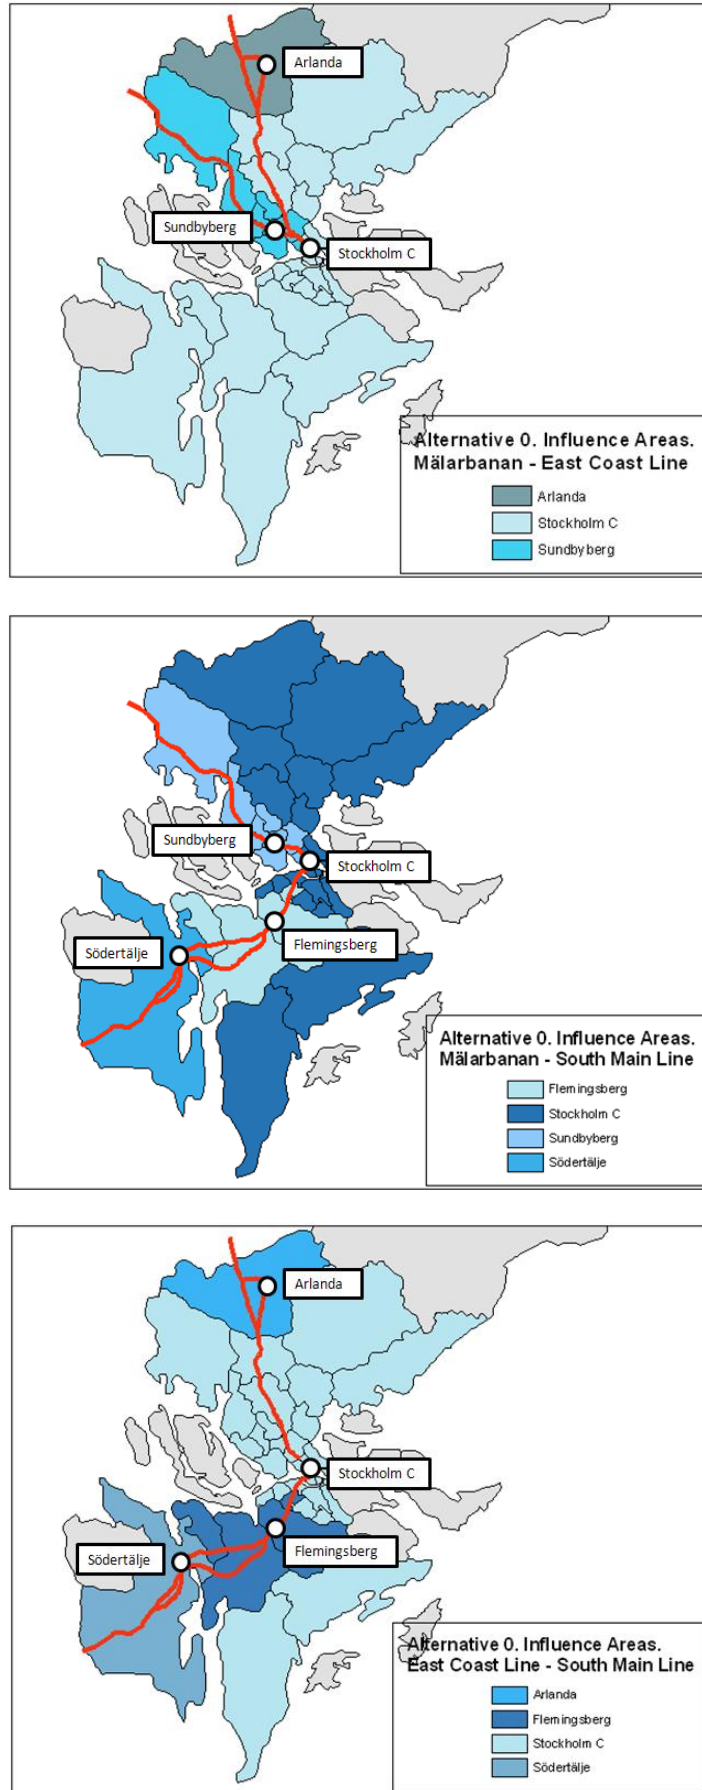 Arlanda
Sundbyberg
Stockholm C
Alternative 0. Influence Areas.
Mälarbanan - East Coast Line
Arlanda
Stockholm C
Sundbyberg
Sundbyberg
Stockholm C
Flemingsberg
Södertälje
Alternative 0. Influence Areas.
Mälarbanan - South Main Line
Flemingsberg
Stockholm C
Sundbyberg
Södertälje
Arlanda
Stockholm C
Flemingsberg
Södertälje
Alternative 0. Influence Areas.
East Coast Line - South Main Line
Arlanda
Flemingsberg
Stockholm C
Södertälje